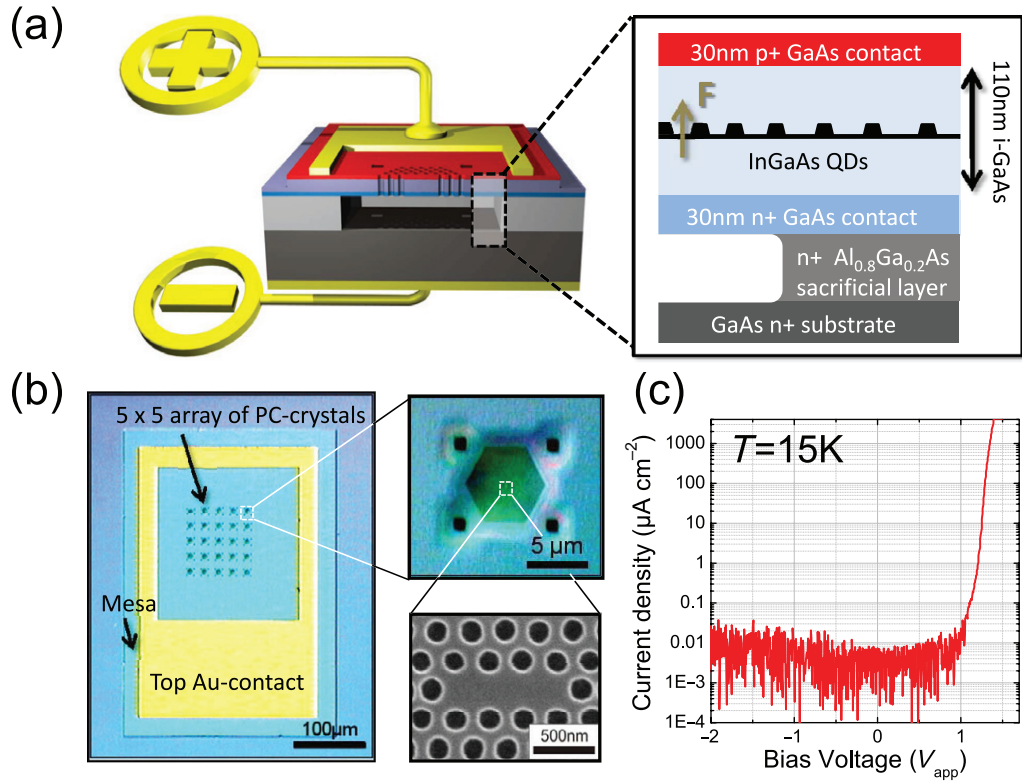 (a)
30nm p+ GaAs contact
F
InGaAs QDs
110nm i-GaAs
30nm n+ GaAs contact
n+ Al0.8Ga0.2As
sacrificial layer
GaAs n+ substrate
(b)
5 x 5 array of PC-crystals
Mesa
Top Au-contact
100µm
5 µm
500nm
(c)
T=15K
Current density (µA cm−2)
1000
100
10
1
0.1
0.01
1E-3
1E-4
−2
−1
0
1
Bias Voltage (Vapp)